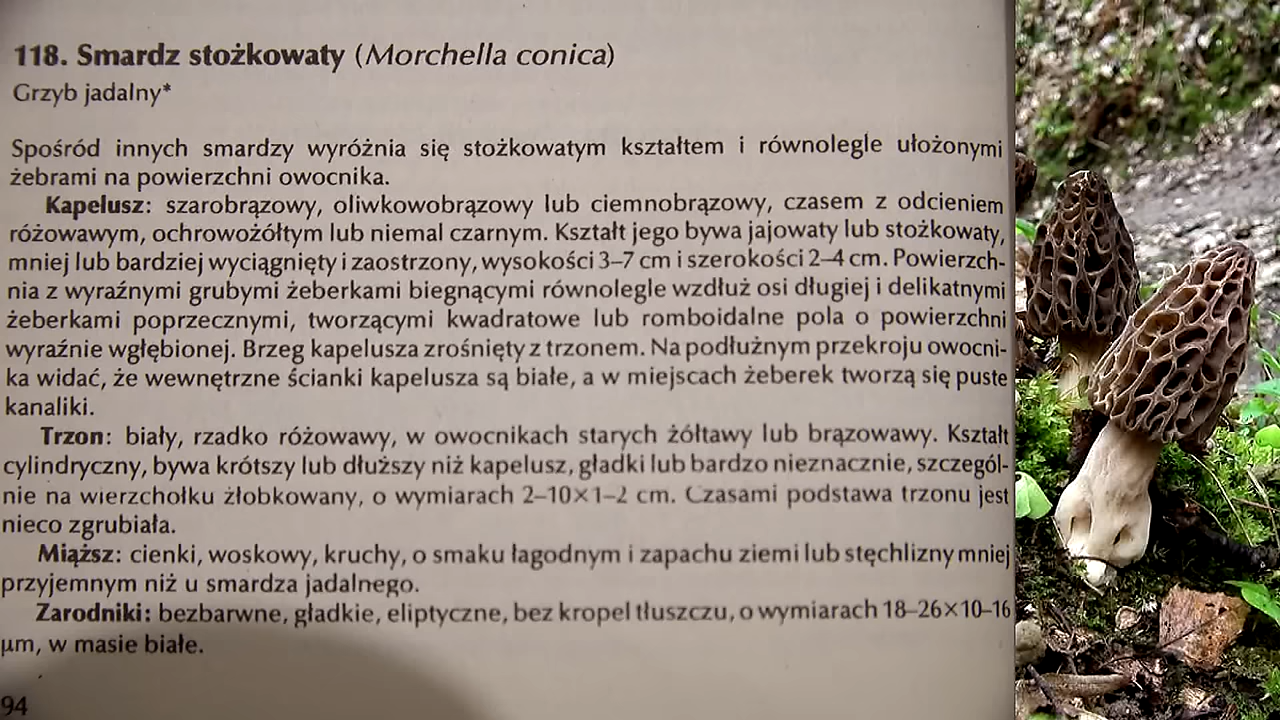 118. Smardz stożkowaty (Morchella conica)
Grzyb jadalny*
Spośród innych smardzy wyróżnia się stożkowatym kształtem i równolegle ułożonymi
żebrami na powierzchni owocnika.
Kapelusz: szarobrązowy, oliwkowobrązowy lub ciemnobrązowy, czasem z odcieniem
różowawym, ochrowożółtym lub niemal czarnym. Kształt jego bywa jajowaty lub stożkowaty,
mniej lub bardziej wyciągnięty i zaostrzony, wysokości 3–7 cm i szerokości 2–4 cm. Powierzch-
nia z wyraźnymi grubymi żeberkami biegnącymi równolegle wzdłuż osi długiej i delikatnymi
żeberkami poprzecznymi, tworzącymi kwadratowe lub romboidalne pola o powierzchni
wyraźnie wgłębionej. Brzeg kapelusza zrośnięty z trzonem. Na podłużnym przekroju owocni-
ka widać, że wewnętrzne ścianki kapelusza są białe, a w miejscach żeberek tworzą się puste
kanaliki.
Trzon: biały, rzadko różowawy, w owocnikach starych żółtawy lub brązowawy. Kształt
cylindryczny, bywa krótszy lub dłuższy niż kapelusz, gładki lub bardzo nieznacznie, szczegól-
nie na wierzchołku żłobkowany, o wymiarach 2–10×1–2 cm. Czasami podstawa trzonu jest
nieco zgrubiała.
Miąższ: cienki, woskowy, kruchy, o smaku łagodnym i zapachu ziemi lub stęchlizny mniej
przyjemnym niż u smardza jadalnego.
Zarodniki: bezbarwne, gładkie, eliptyczne, bez kropel tłuszczu, o wymiarach 18–26×10–16
µm, w masie białe.
94